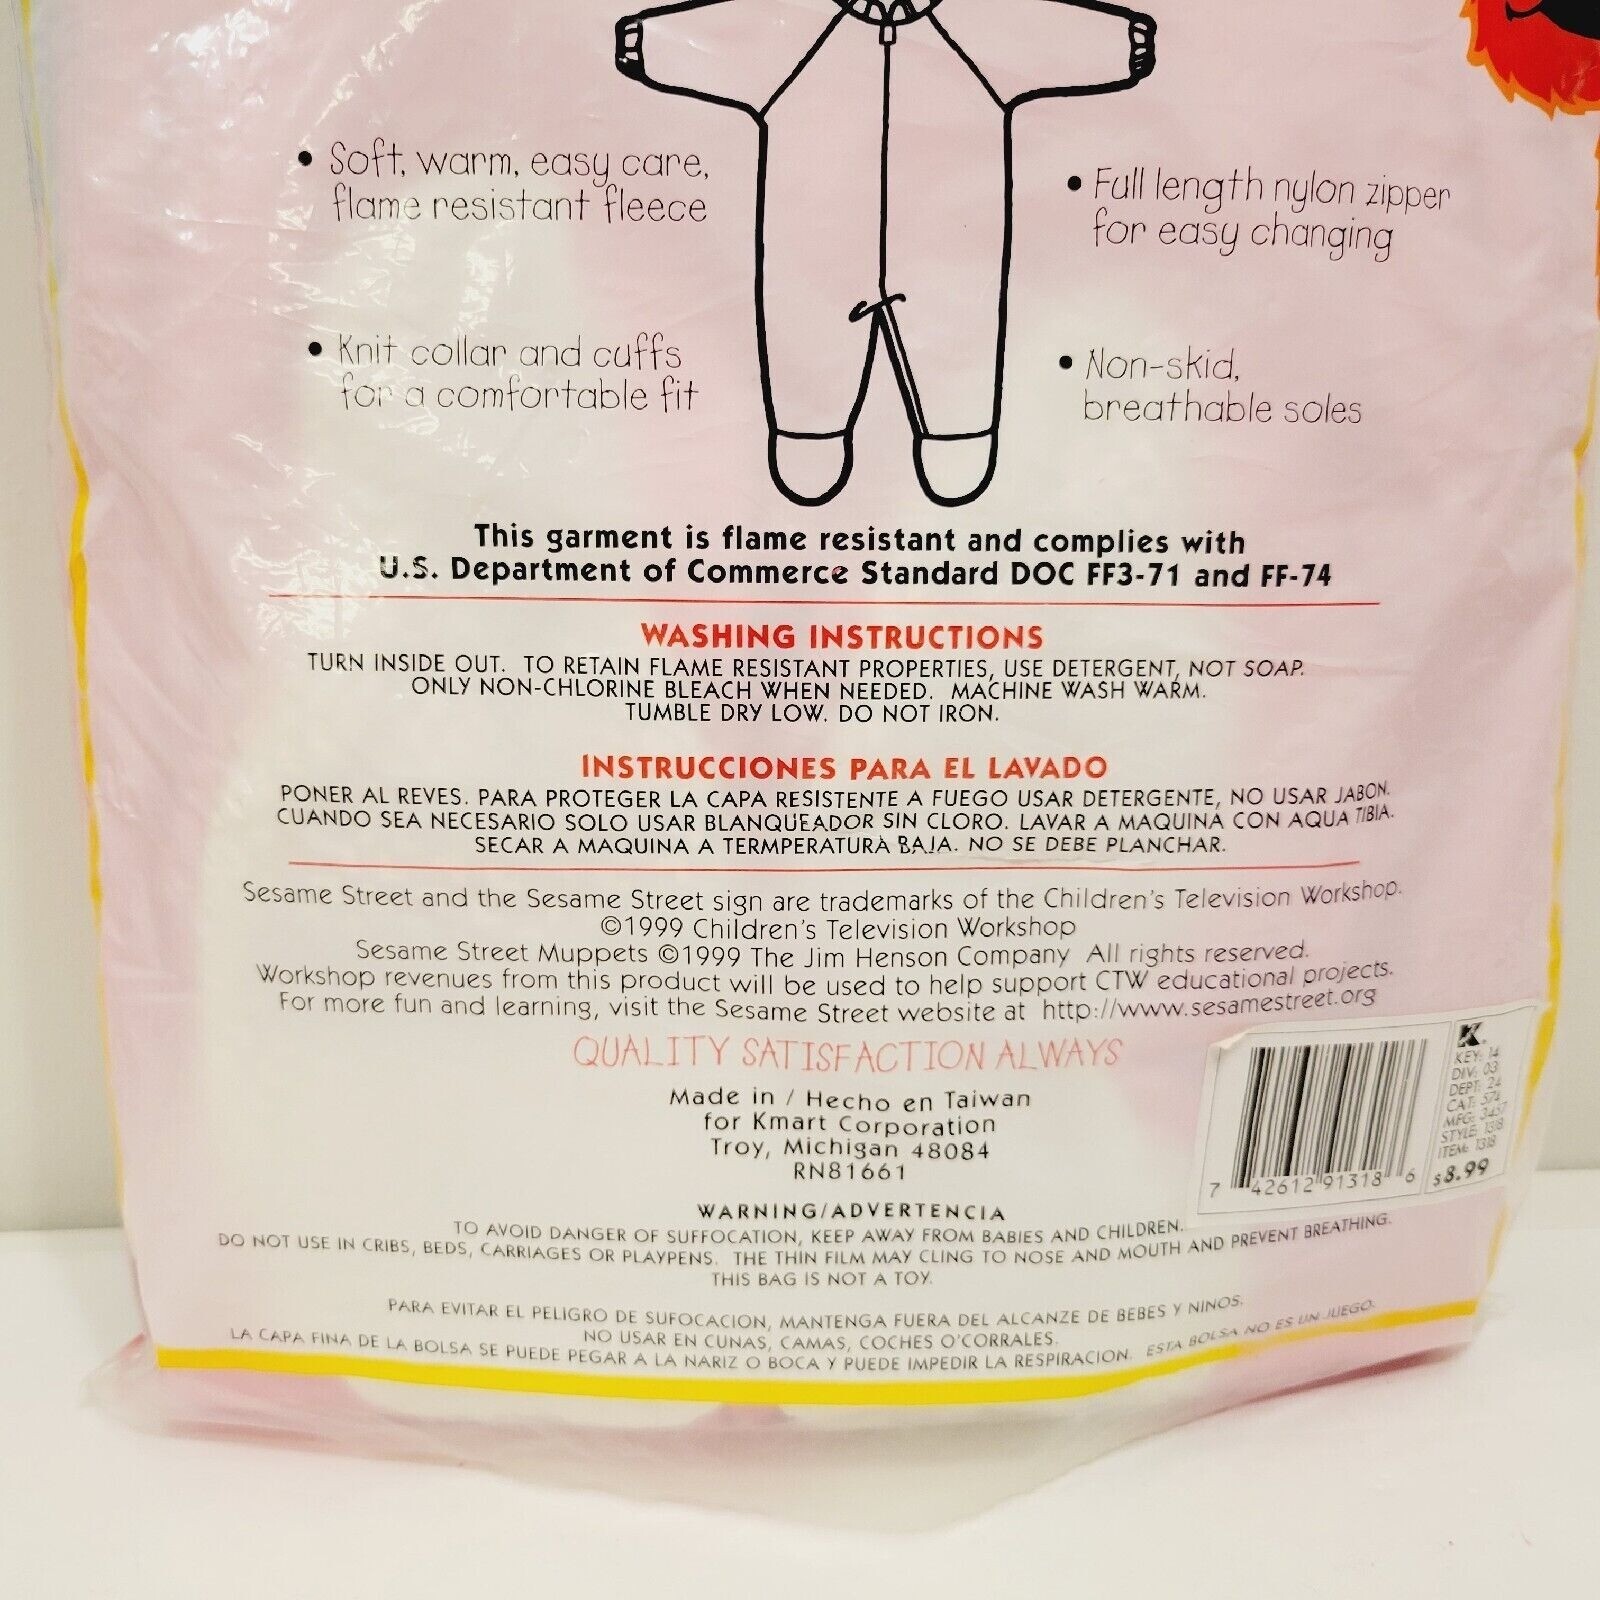 • Soft, warm, easy care,
flame resistant fleece
• Full length nylon zipper
for easy changing
• Knit collar and cuffs
for a comfortable fit
• Non-skid,
breathable soles
This garment is flame resistant and complies with
U.S. Department of Commerce Standard DOC FF3-71 and FF-74
WASHING INSTRUCTIONS
TURN INSIDE OUT. TO RETAIN FLAME RESISTANT PROPERTIES, USE DETERGENT, NOT SOAP.
ONLY NON-CHLORINE BLEACH WHEN NEEDED. MACHINE WASH WARM.
TUMBLE DRY LOW. DO NOT IRON.
INSTRUCCIONES PARA EL LAVADO
PONER AL REVES. PARA PROTEGER LA CAPA RESISTENTE A FUEGO USAR DETERGENTE, NO USAR JABON.
CUANDO SEA NECESARIO SOLO USAR BLANQUEADOR SIN CLORO. LAVAR A MAQUINA CON AQUA TIBIA.
SECAR A MAQUINA A TERMPERATURA BAJA. NO SE DEBE PLANCHAR.
Sesame Street and the Sesame Street sign are trademarks of the Children's Television Workshop.
©1999 Children's Television Workshop
Sesame Street Muppets ©1999 The Jim Henson Company All rights reserved.
Workshop revenues from this product will be used to help support CTW educational projects.
For more fun and learning, visit the Sesame Street website at http://www.sesamestreet.org
QUALITY SATISFACTION ALWAYS
Made in / Hecho en Taiwan
for Kmart Corporation
Troy, Michigan 48084
RN81661
K
KEY: 14
DIV: 03
DEPT: 24
CAT: 574
MFG: 3457
STYLE: 1318
ITEM: 1318
$8.99
7 42612 91318 6
WARNING/ADVERTENCIA
TO AVOID DANGER OF SUFFOCATION, KEEP AWAY FROM BABIES AND CHILDREN.
DO NOT USE IN CRIBS, BEDS, CARRIAGES OR PLAYPENS. THE THIN FILM MAY CLING TO NOSE AND MOUTH AND PREVENT BREATHING.
THIS BAG IS NOT A TOY.
PARA EVITAR EL PELIGRO DE SUFOCACION, MANTENGA FUERA DEL ALCANZE DE BEBES Y NINOS.
NO USAR EN CUNAS, CAMAS, COCHES O'CORRALES.
LA CAPA FINA DE LA BOLSA SE PUEDE PEGAR A LA NARIZ O BOCA Y PUEDE IMPEDIR LA RESPIRACION. ESTA BOLSA NO ES UN JUEGO.